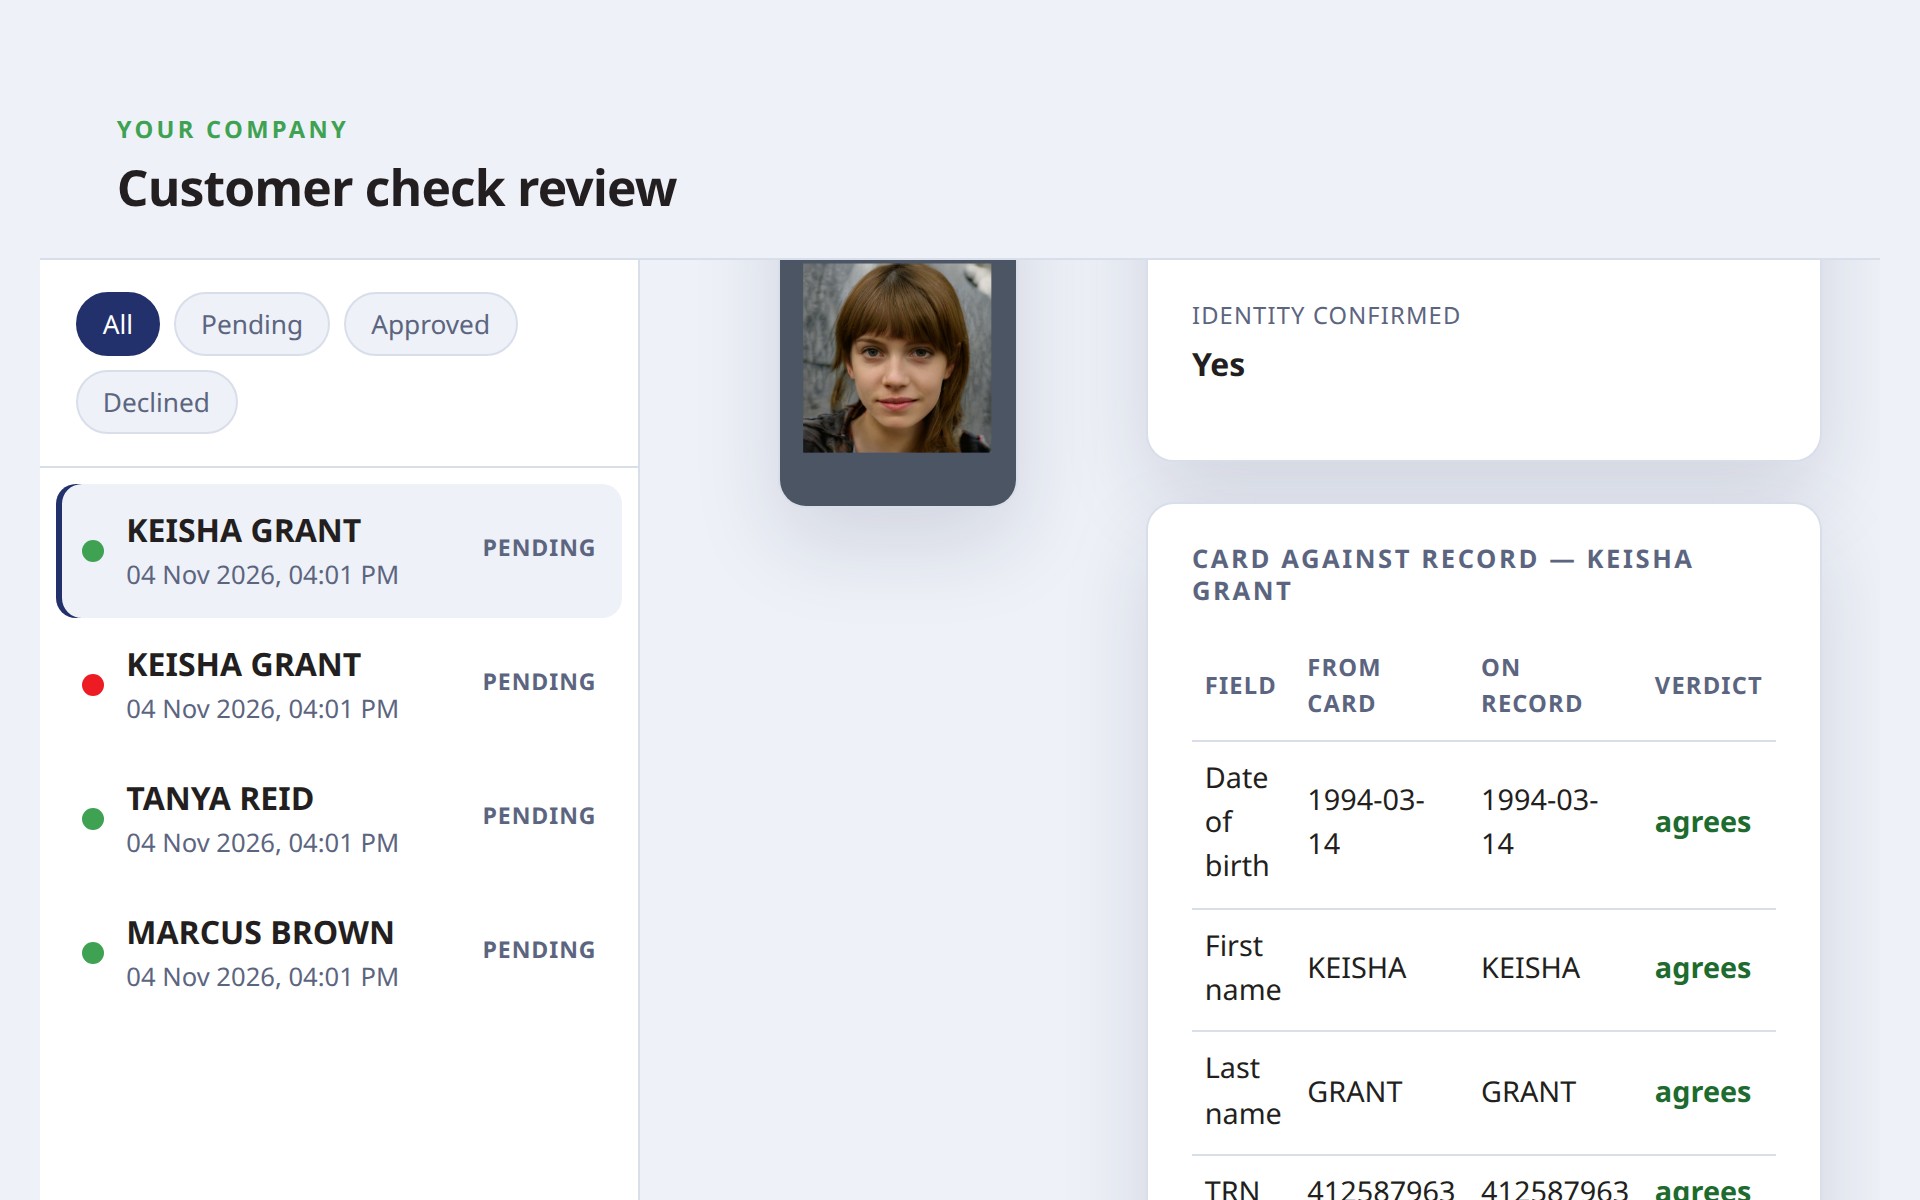 YOUR COMPANY
Customer check review
All
Pending
Approved
Declined
KEISHA GRANT
04 Nov 2026, 04:01 PM
PENDING
KEISHA GRANT
04 Nov 2026, 04:01 PM
PENDING
TANYA REID
04 Nov 2026, 04:01 PM
PENDING
MARCUS BROWN
04 Nov 2026, 04:01 PM
PENDING
IDENTITY CONFIRMED
Yes
CARD AGAINST RECORD — KEISHA
GRANT
FIELD
FROM
CARD
ON
RECORD
VERDICT
Date
of
birth
1994-03-
14
1994-03-
14
agrees
First
name
KEISHA
KEISHA
agrees
Last
name
GRANT
GRANT
agrees
TRN
412587963
412587963
agrees